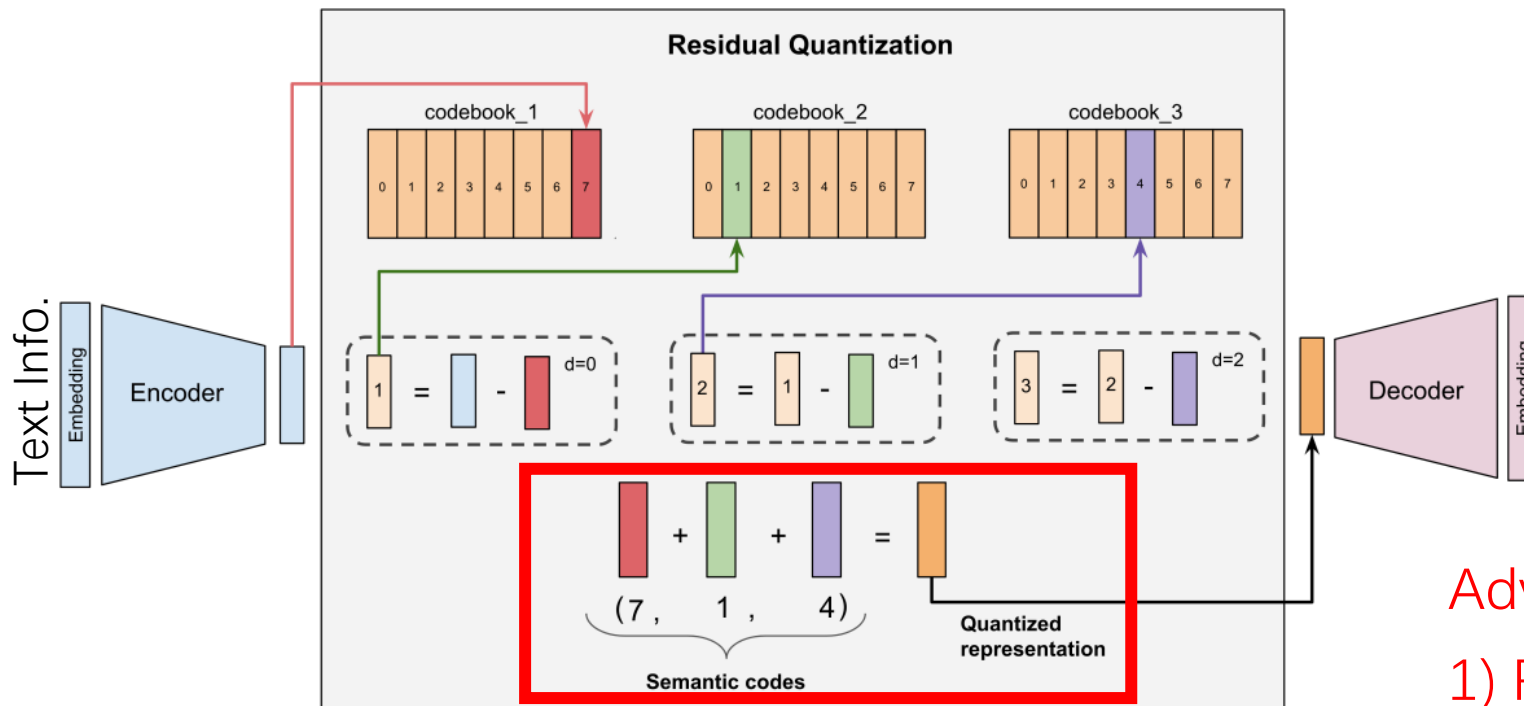 Residual Quantization
codebook_1 codebook_2 codebook_3
0 1 2 3 4 5 6 7 0 1 2 3 4 5 6 7 0 1 2 3 4 5 6 7
Text Info.
Embedding
Encoder
1 = - d=0
2 = 1 - d=1
3 = 2 - d=2
Decoder
Embedding
+ + =
(7 , 1 , 4)
Quantized
representation
Semantic codes
1)